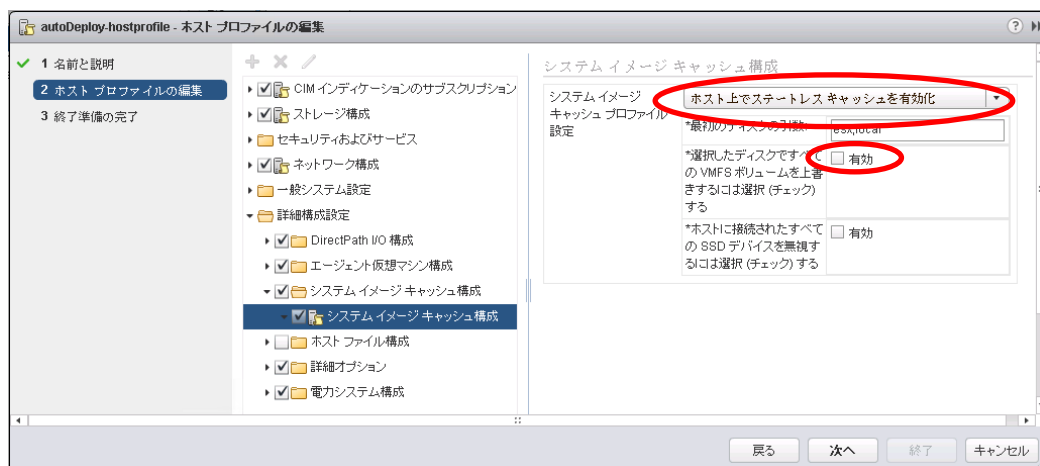 autoDeploy-hostprofile - ホスト プロファイルの編集
?
1 名前と説明
2 ホスト プロファイルの編集
3 終了準備の完了
CIM インディケーションのサブスクリプション
ストレージ構成
セキュリティおよびサービス
ネットワーク構成
一般システム設定
詳細構成設定
DirectPath I/O 構成
エージェント仮想マシン構成
システム イメージ キャッシュ構成
システム イメージ キャッシュ構成
ホスト ファイル構成
詳細オプション
電力システム構成
システム イメージ キャッシュ構成
システム イメージ
キャッシュ プロファイル
設定
ホスト上でステートレス キャッシュを有効化
*最初のディスクの引数:
esx,local
*選択したディスクですべて
の VMFS ボリュームを上書
きするには選択 (チェック)
する
有効
*ホストに接続されたすべて
の SSD デバイスを無視す
るには選択 (チェック) する
有効
戻る
次へ
終了
キャンセル